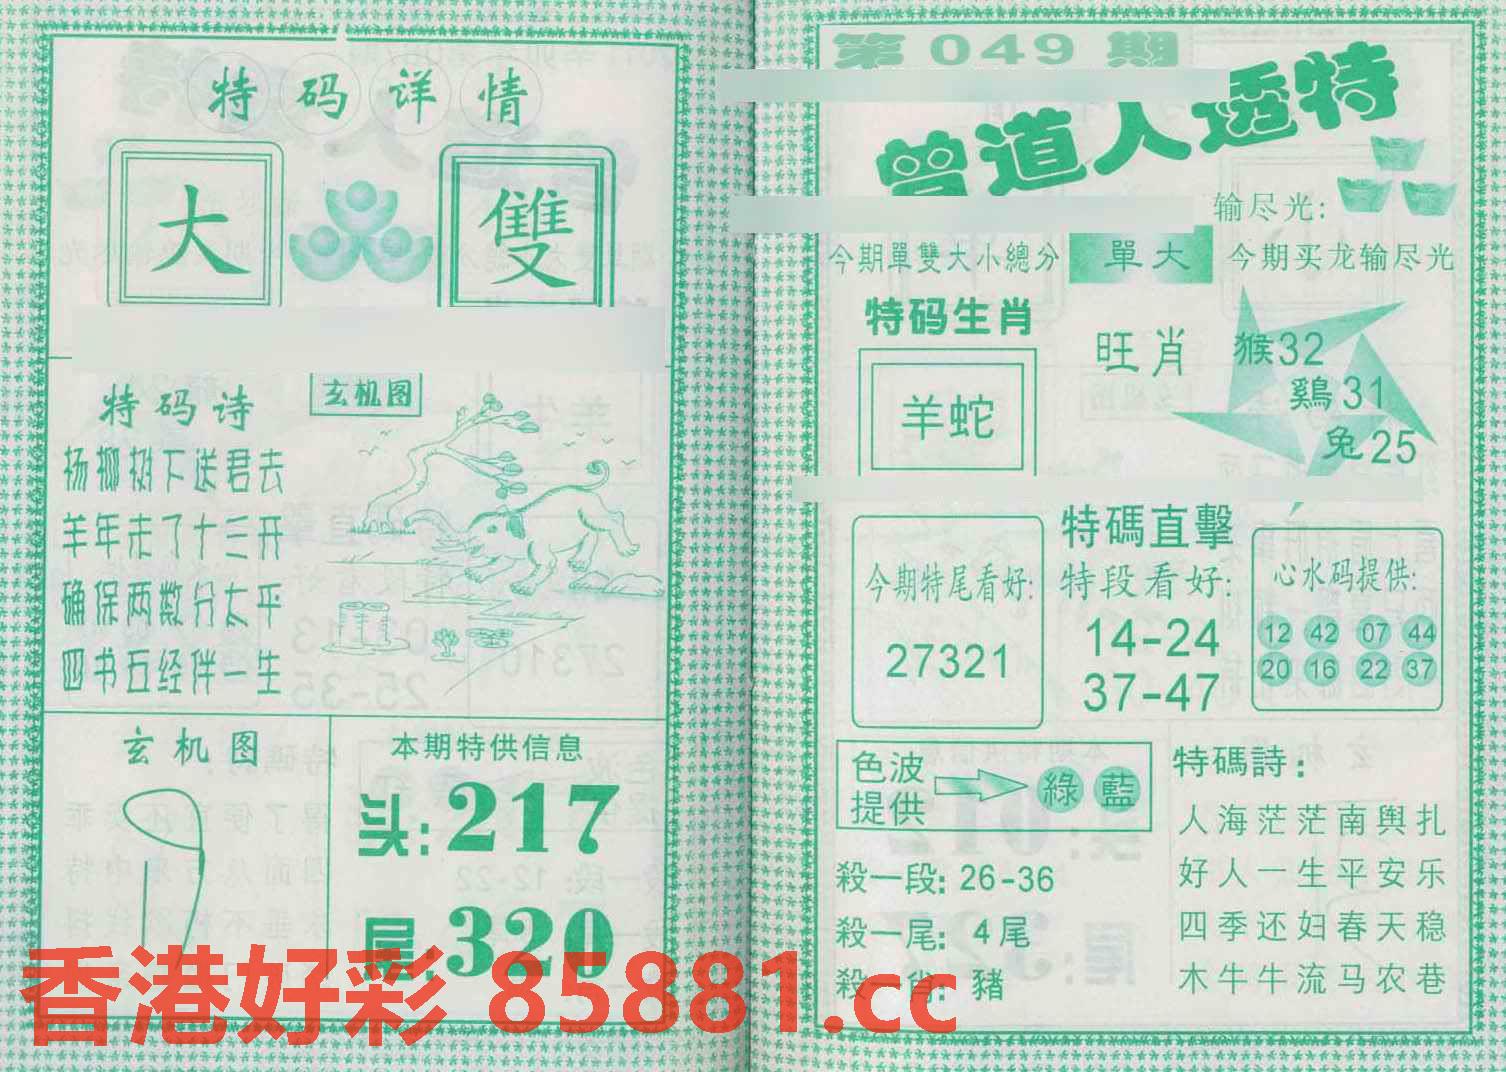 特码详情
大
雙
特码诗
玄机图
杨柳树下送君去
羊年未了十三开
确保两数分太平
四书五经伴一生
玄机图
本期特供信息
头:217
尾:320
第049期
曾道人透特
输尽光:
今期單雙大小總分
單大
今期买龙输尽光
特码生肖
羊蛇
旺肖
猴32
鷄31
兔25
今期特尾看好:
27321
特碼直擊
特段看好:
14-24
37-47
心水码提供:
12 42 07 44
20 16 22 37
色波
提供
綠 藍
殺一段: 26-36
殺一尾: 4尾
殺一肖: 豬
特碼詩:
人海茫茫南舆扎
好人一生平安乐
四季还妇春天稳
木牛牛流马农巷
香港好彩 85881.cc